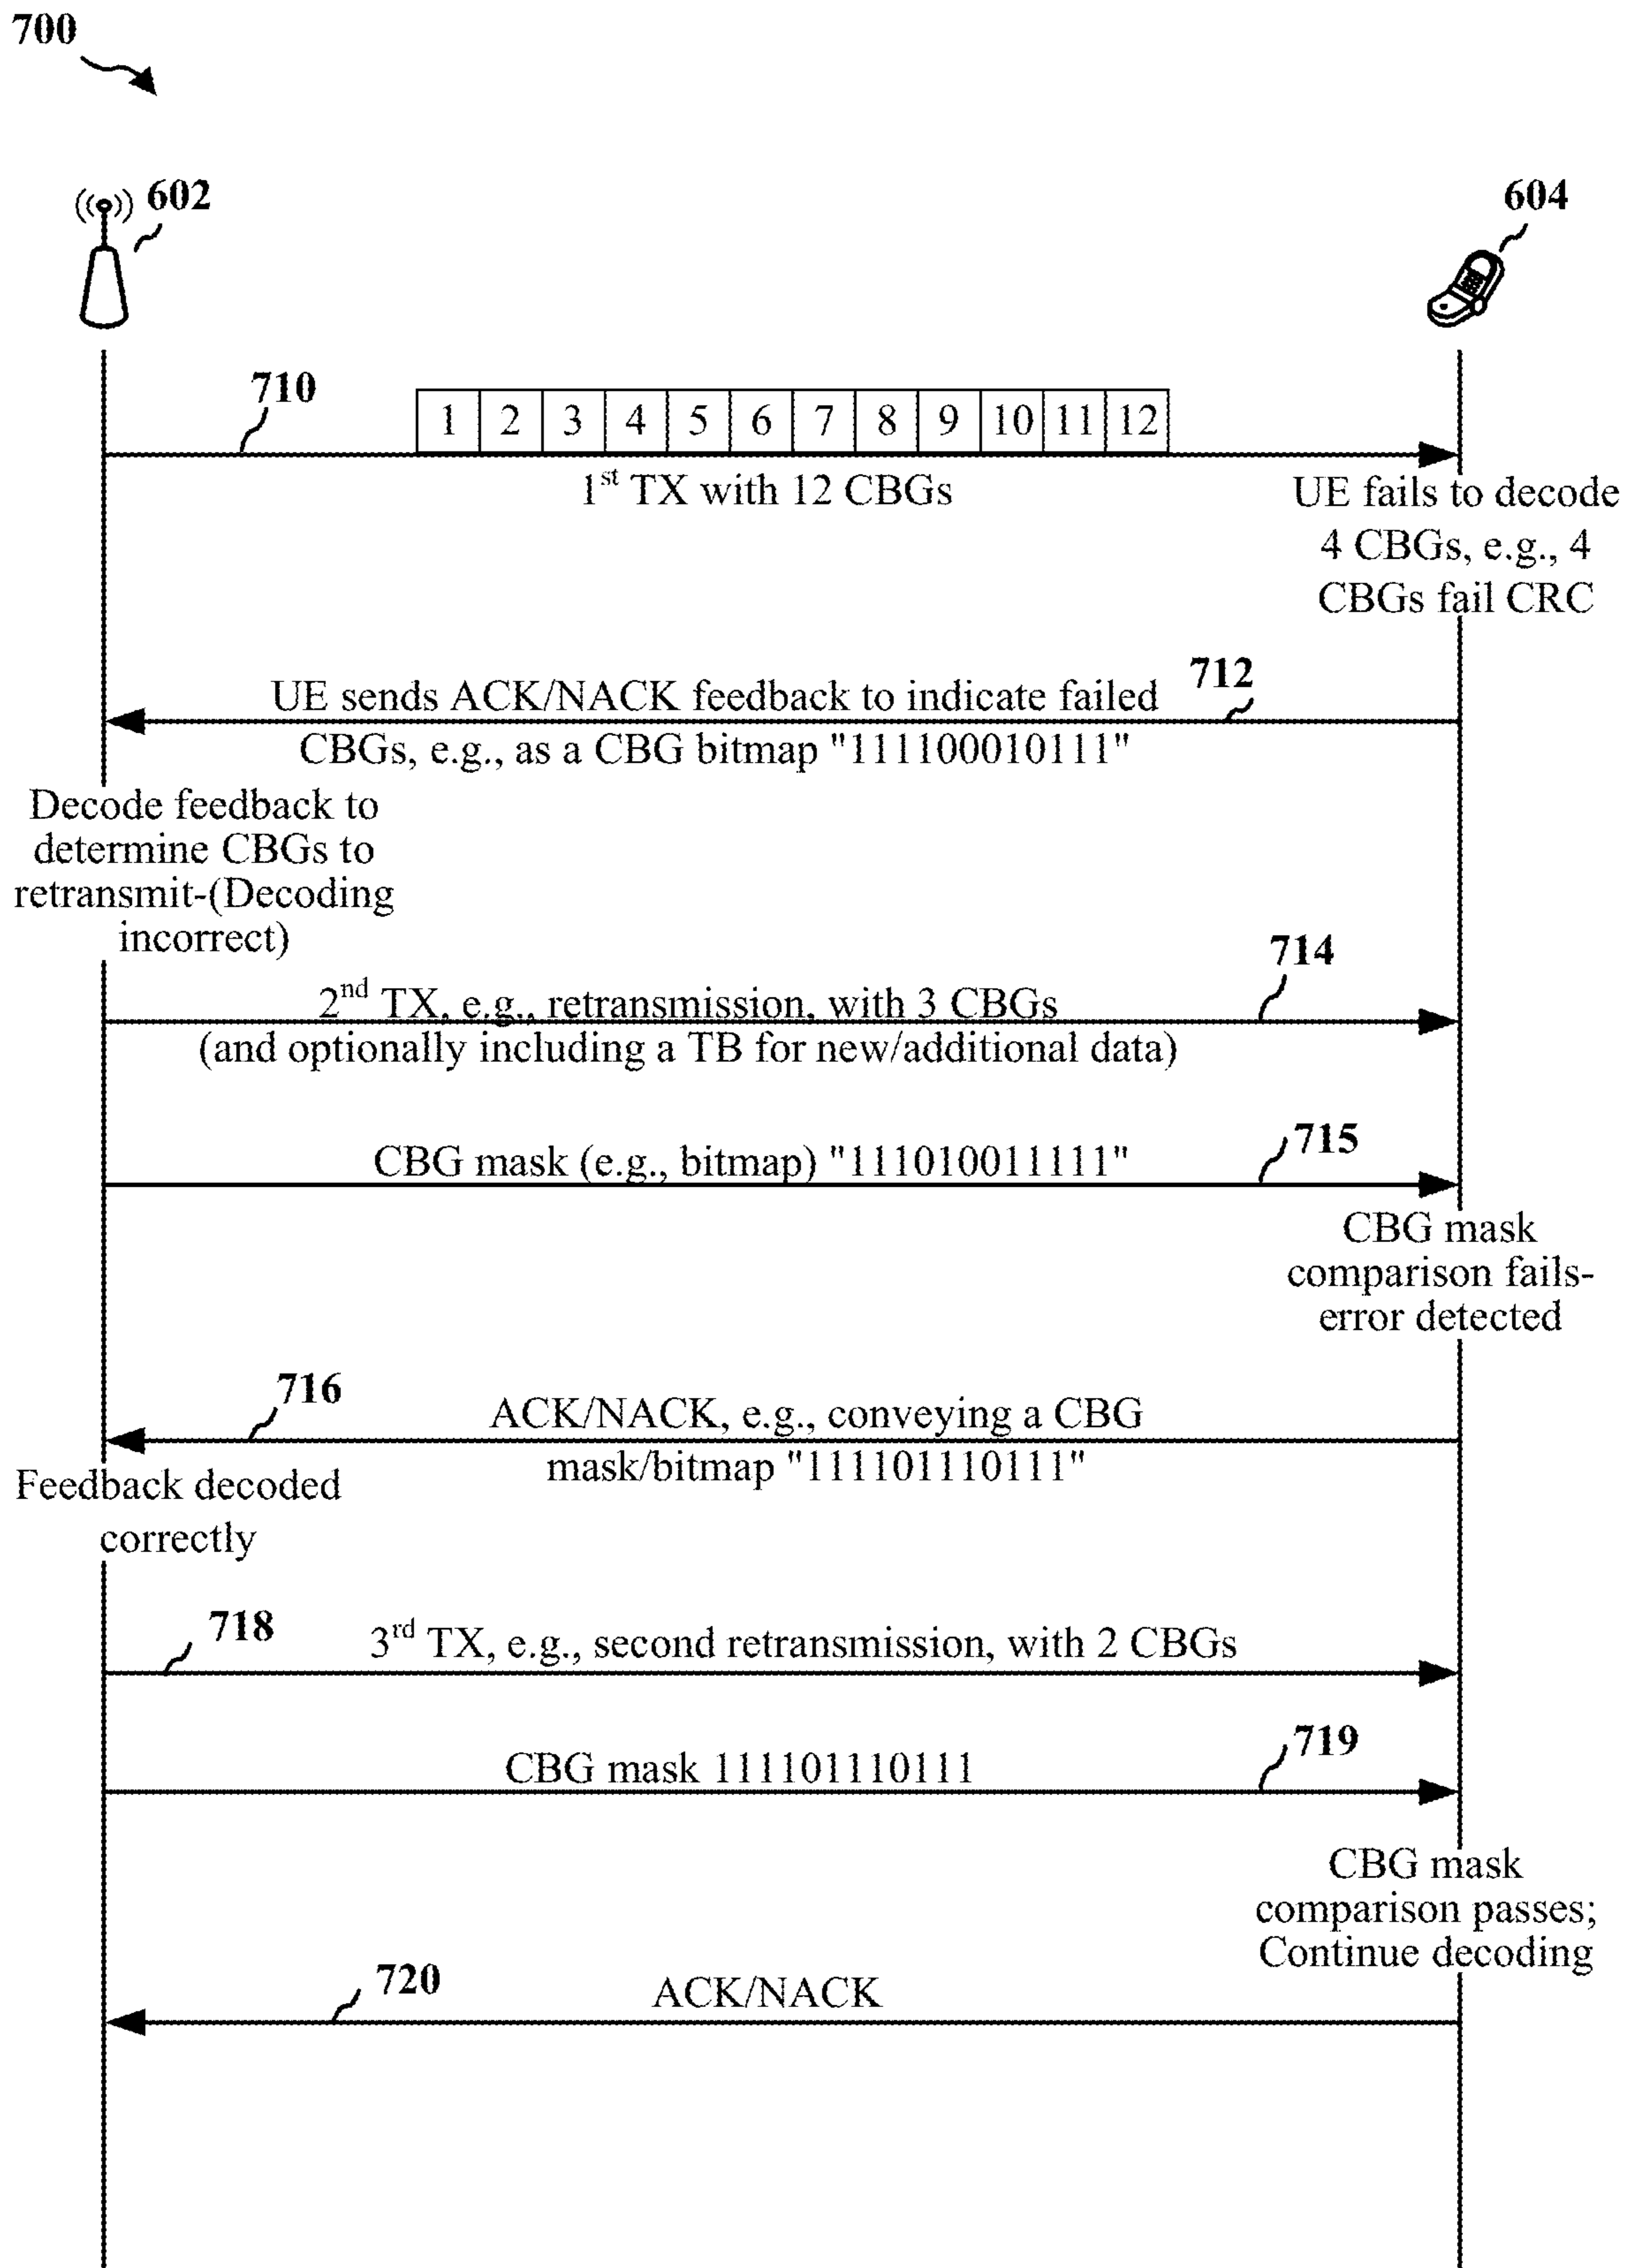 700
602
604
710
1 2 3 4 5 6 7 8 9 10 11 12
1st TX with 12 CBGs
UE fails to decode
4 CBGs, e.g., 4
CBGs fail CRC
712
UE sends ACK/NACK feedback to indicate failed
CBGs, e.g., as a CBG bitmap "111100010111"
Decode feedback to
determine CBGs to
retransmit-(Decoding
incorrect)
714
2nd TX, e.g., retransmission, with 3 CBGs
(and optionally including a TB for new/additional data)
715
CBG mask (e.g., bitmap) "111010011111"
CBG mask
comparison fails-
error detected
716
ACK/NACK, e.g., conveying a CBG
mask/bitmap "111101110111"
Feedback decoded
correctly
718
3rd TX, e.g., second retransmission, with 2 CBGs
719
CBG mask 111101110111
CBG mask
comparison passes;
Continue decoding
720
ACK/NACK